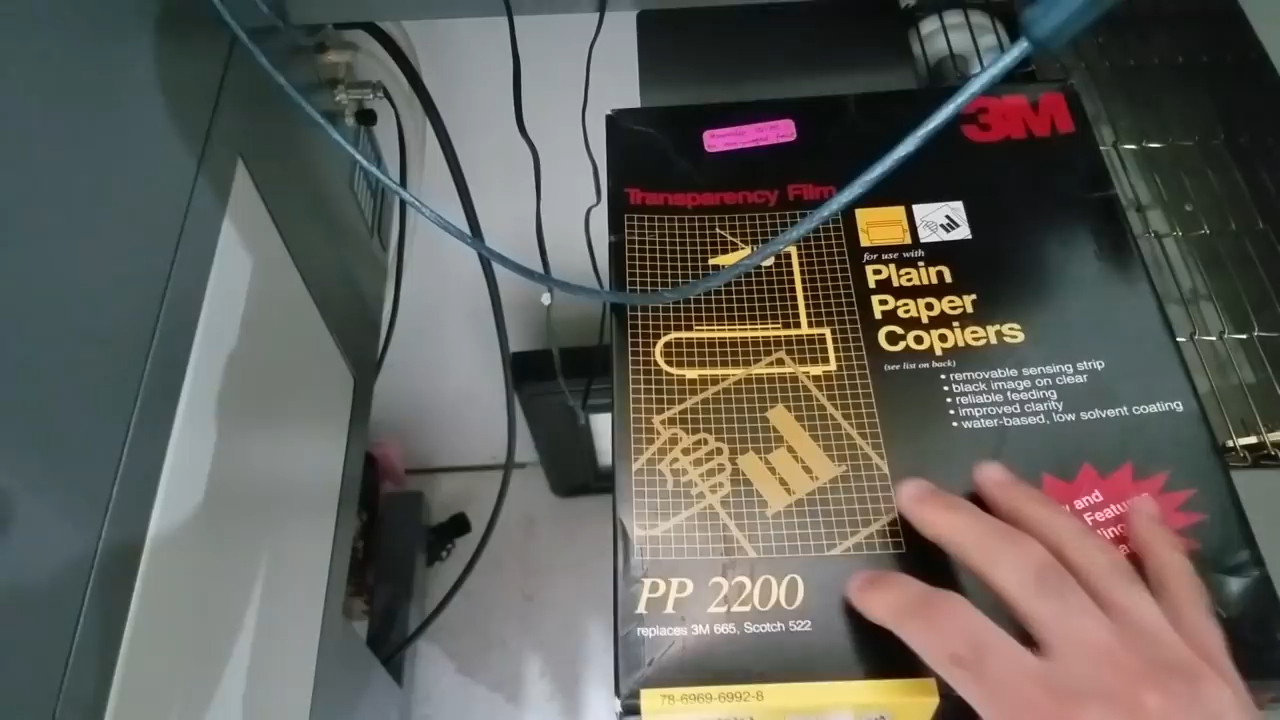 3M
Transparency Film
for use with
Plain
Paper
Copiers
(see list on back)
• removable sensing strip
• black image on clear
• reliable feeding
• improved clarity
• water-based, low solvent coating
and
Feature
PP 2200
replaces 3M 665, Scotch 522
78-6969-6992-8